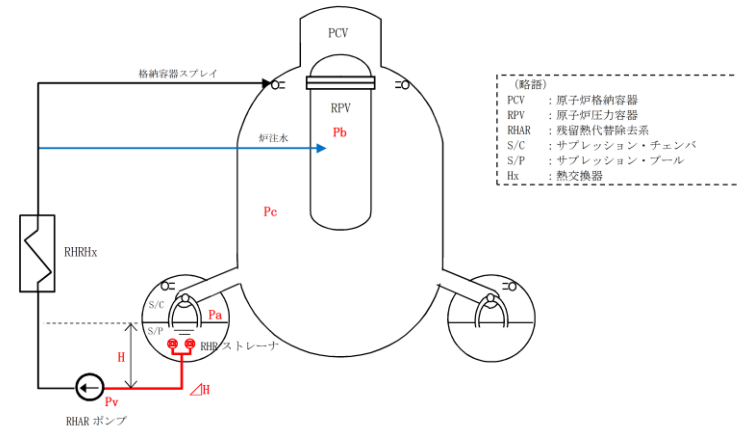 PCV
格納容器スプレイ
RPV
Pb
炉注水
Pc
RHRHx
S/C
Pa
S/P
RHR ストレーナ
H
⊿H
Pv
RHAR ポンプ
(略語)
PCV :原子炉格納容器
RPV :原子炉圧力容器
RHAR :残留熱代替除去系
S/C :サプレッション・チェンバ
S/P :サプレッション・プール
Hx :熱交換器